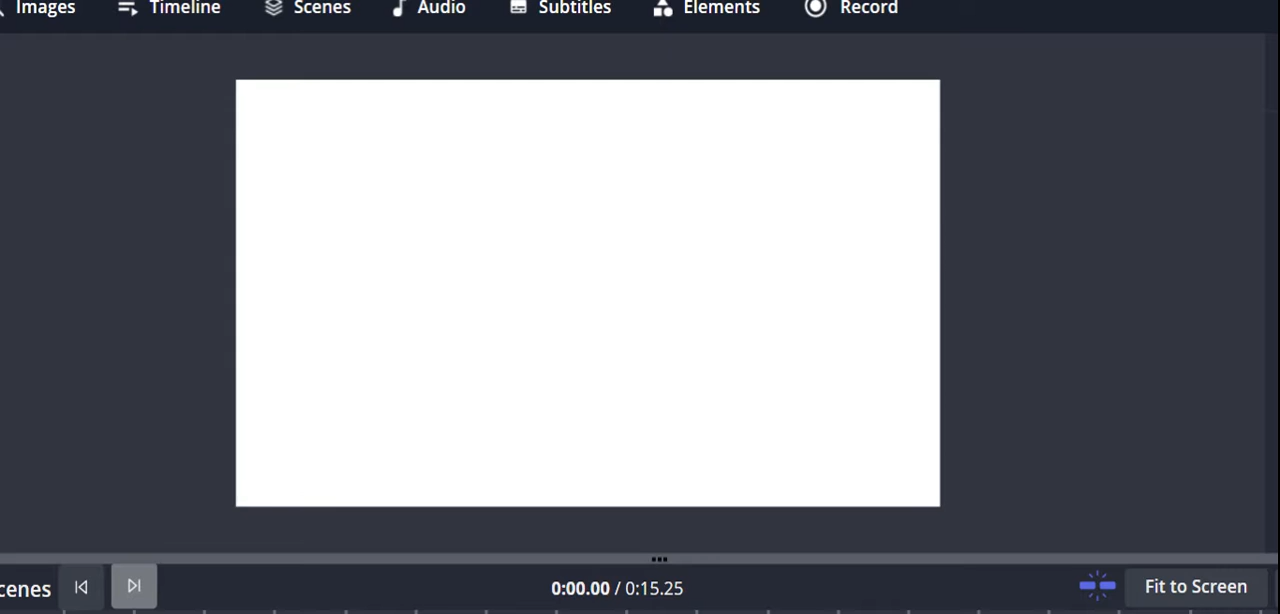 Images Timeline Scenes Audio Subtitles Elements Record
cenes 0:00.00 / 0:15.25 Fit to Screen